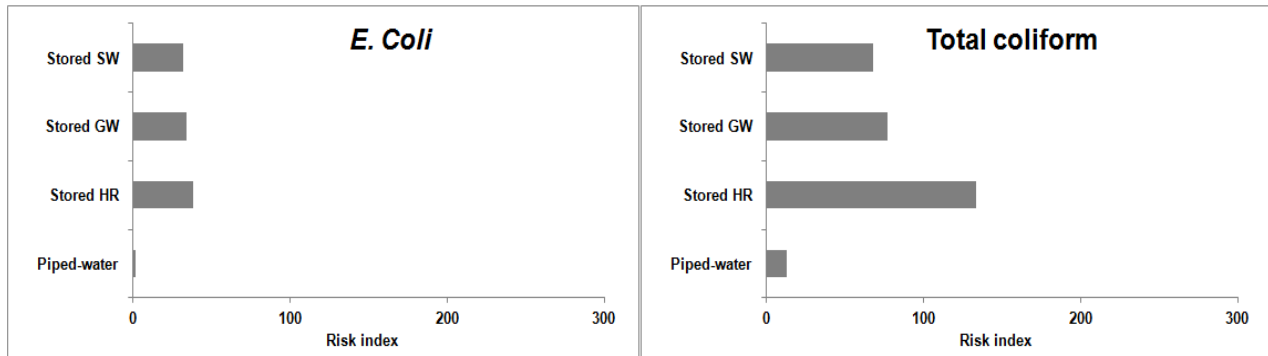 E. Coli
Stored SW
Stored GW
Stored HR
Piped-water
0 100 200 300
Risk index
Total coliform
Stored SW
Stored GW
Stored HR
Piped-water
0 100 200 300
Risk index